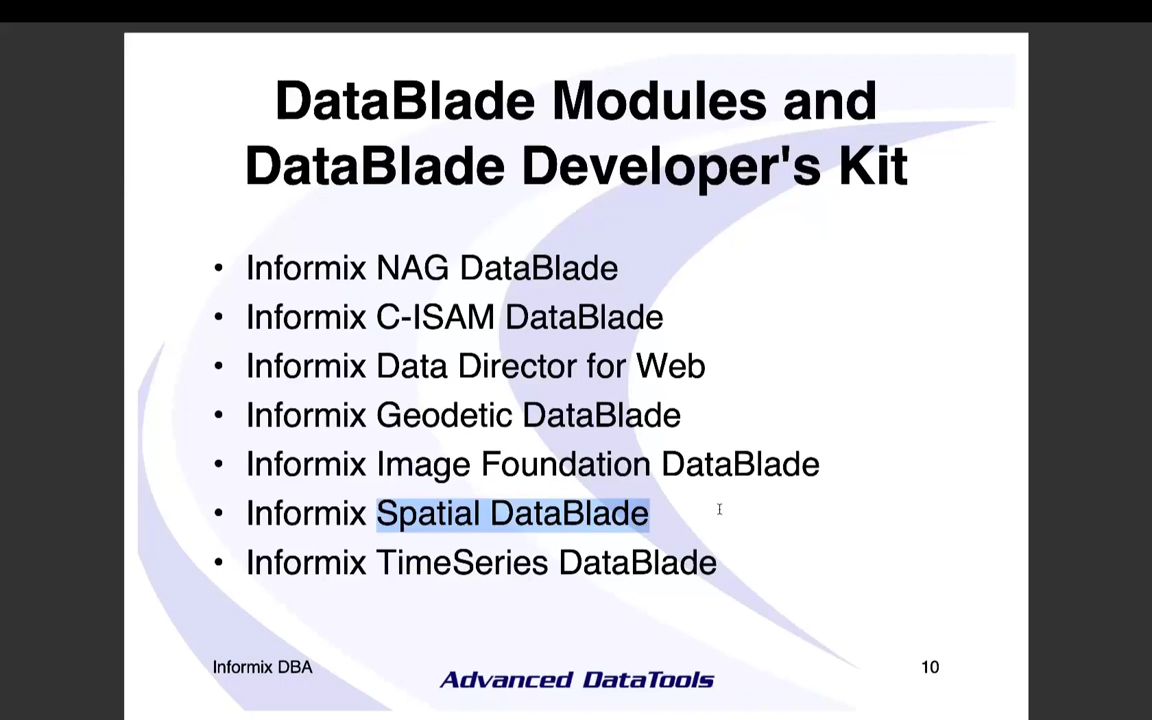 DataBlade Modules and
DataBlade Developer's Kit
• Informix NAG DataBlade
• Informix C-ISAM DataBlade
• Informix Data Director for Web
• Informix Geodetic DataBlade
• Informix Image Foundation DataBlade
• Informix Spatial DataBlade
• Informix TimeSeries DataBlade
Informix DBA
Advanced DataTools
10